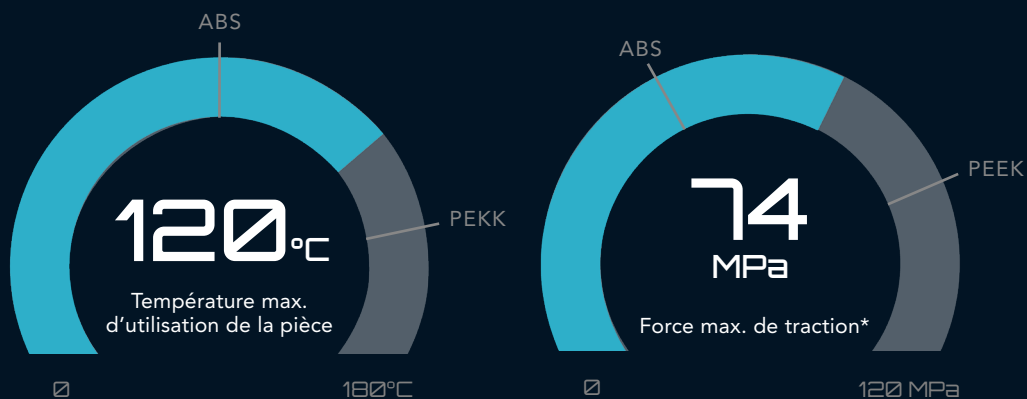 ABS
PEKK
120°C
Température max.
d’utilisation de la pièce
0
180°C
ABS
PEEK
74
MPa
Force max. de traction*
0
120 MPa